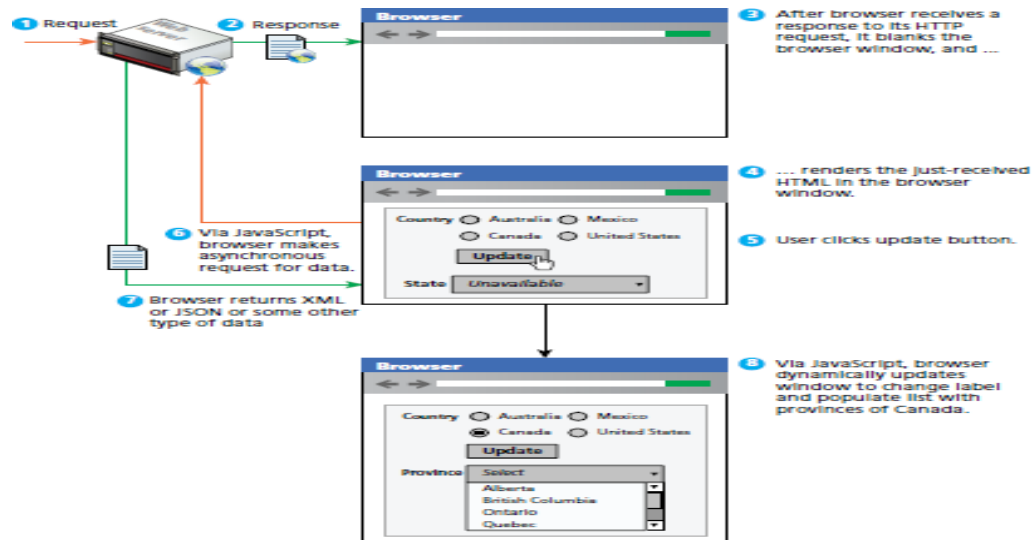 1 Request
Web Server
2 Response
Browser
3 After browser receives a
response to its HTTP
request, it blanks the
browser window, and ...
Browser
Country Australia Mexico
Canada United States
Update
State Unavailable
4 ... renders the just-received
HTML in the browser
window.
5 User clicks update button.
6 Via JavaScript,
browser makes
asynchronous
request for data.
7 Browser returns XML
or JSON or some other
type of data
Browser
Country Australia Mexico
Canada United States
Update
Province Select
Alberta
British Columbia
Ontario
Quebec
8 Via JavaScript, browser
dynamically updates
window to change label
and populate list with
provinces of Canada.